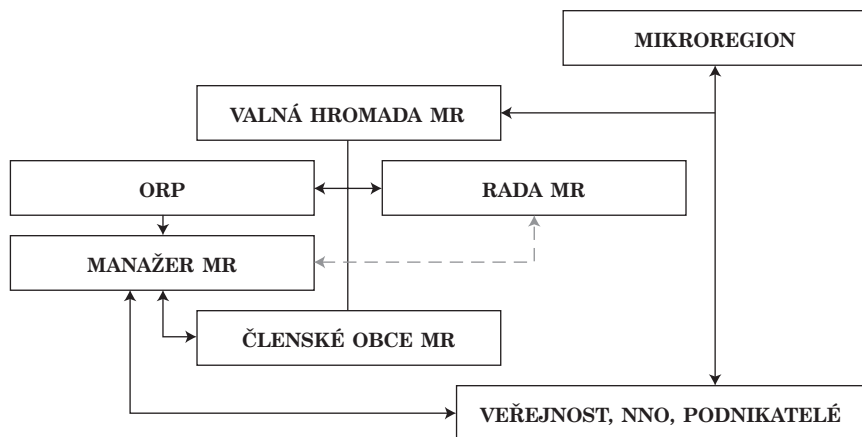 MIKROREGION
VALNÁ HROMADA MR
ORP
RADA MR
MANAŽER MR
ČLENSKÉ OBCE MR
VEŘEJNOST, NNO, PODNIKATELÉ